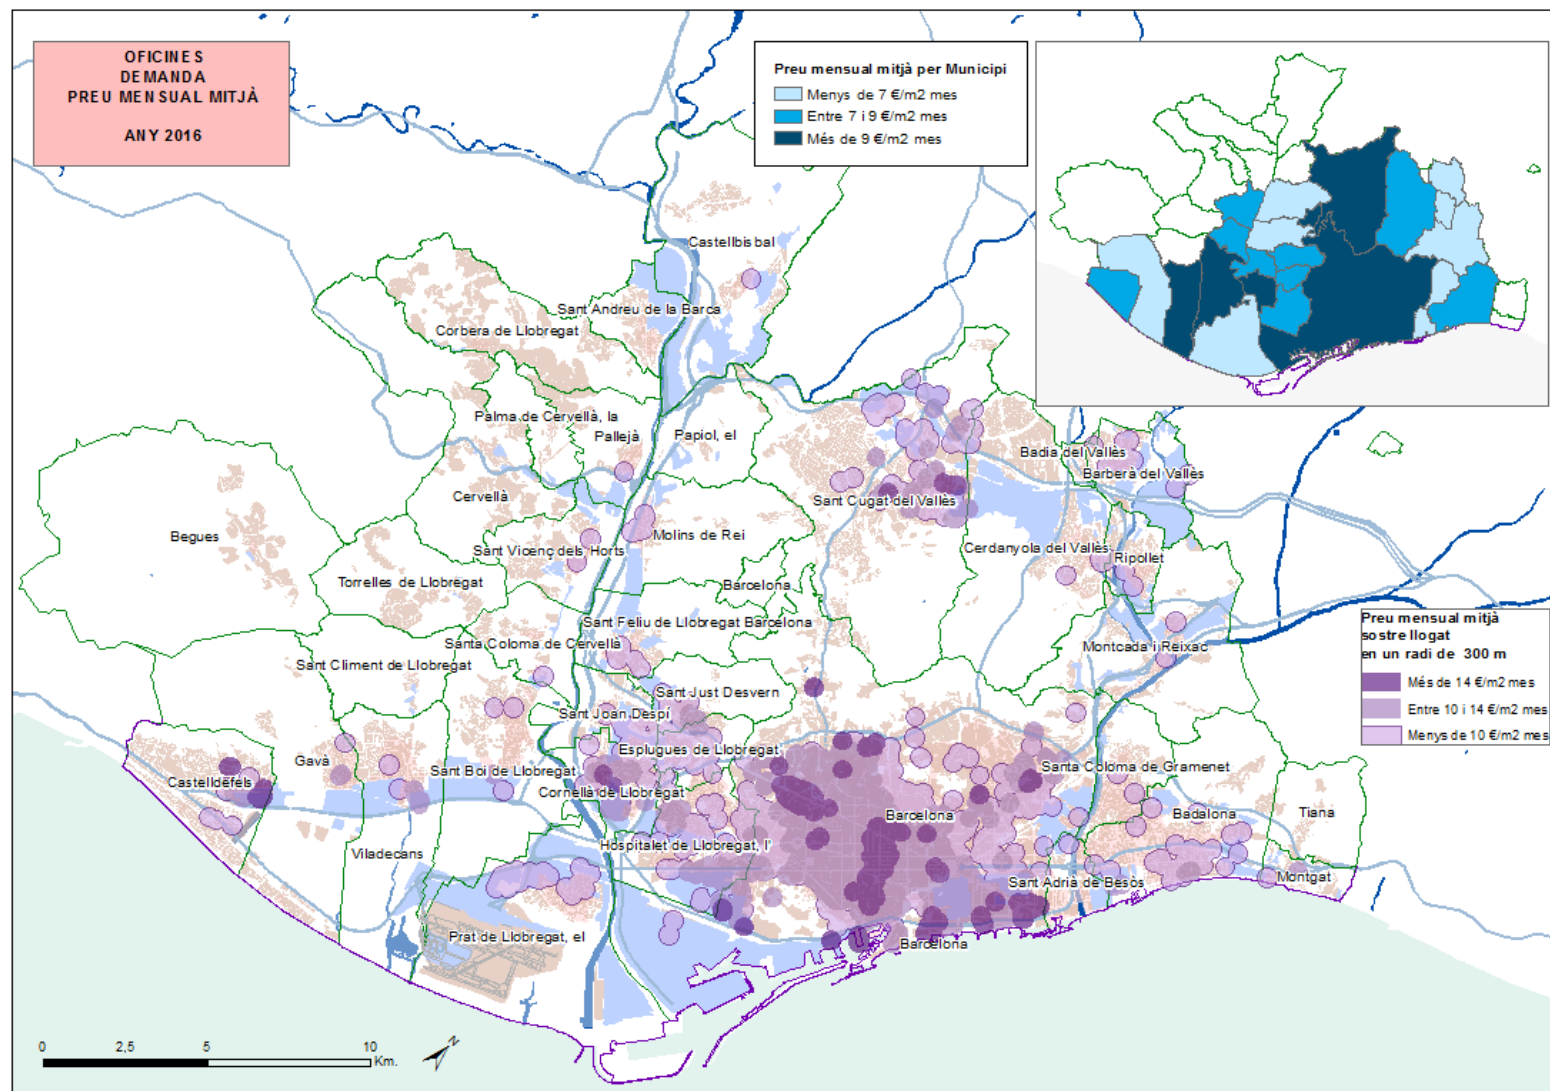 OFICINES
DEMANDA
PREU MENSUAL MITJÀ
ANY 2016
Preu mensual mitjà per Municipi
Menys de 7 €/m2 mes
Entre 7 i 9 €/m2 mes
Més de 9 €/m2 mes
Castellbisbal
Sant Andreu de la Barca
Corbera de Llobregat
Palma de Cervellà, la
Pallejà
Papiol, el
Badia del Vallès
Barberà del Vallès
Cervellà
Sant Cugat del Vallès
Begues
Molins de Rei
Sant Vicenç dels Horts
Cerdanyola del Vallès
Ripollet
Torrelles de Llobregat
Barcelona
Sant Feliu de Llobregat
Barcelona
Santa Coloma de Cervellà
Montcada i Reixac
Sant Climent de Llobregat
Sant Just Desvern
Sant Joan Despí
Esplugues de Llobregat
Gavà
Sant Boi de Llobregat
Santa Coloma de Gramenet
Castelldefels
Cornellà de Llobregat
Barcelona
Badalona
Tiana
Hospitalet de Llobregat, l'
Viladecans
Sant Adrià de Besòs
Montgat
Prat de Llobregat, el
Barcelona
Preu mensual mitjà
sostre llogat
en un radi de 300 m
Més de 14 €/m2 mes
Entre 10 i 14 €/m2 mes
Menys de 10 €/m2 mes
0 2,5 5 10
Km.
N